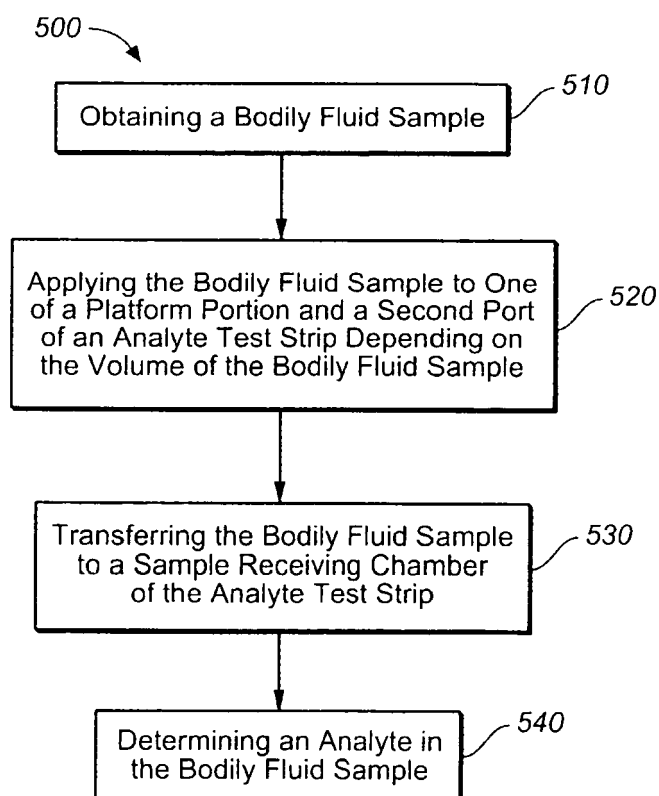 500
510
Obtaining a Bodily Fluid Sample
Applying the Bodily Fluid Sample to One
of a Platform Portion and a Second Port
of an Analyte Test Strip Depending on
the Volume of the Bodily Fluid Sample
520
Transferring the Bodily Fluid Sample
to a Sample Receiving Chamber
of the Analyte Test Strip
530
Determining an Analyte in
the Bodily Fluid Sample
540